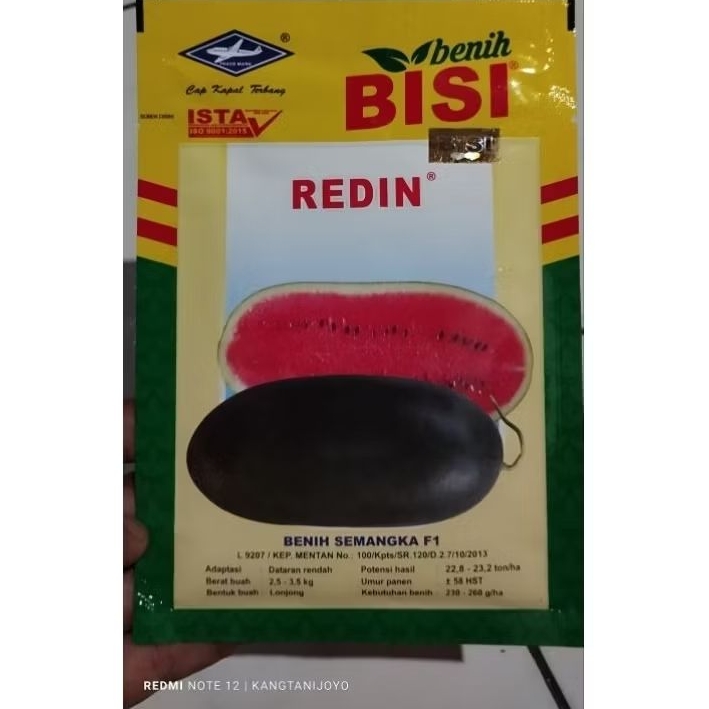 ®
benih
Cap Kapal Terbang
BISI®
ISTA
ISO 9001:2015
BISI
REDIN®
BENIH SEMANGKA F1
L 9207 / KEP. MENTAN No.: 100/Kpts/SR.120/D.2.7/10/2013
Adaptasi : Dataran rendah Potensi hasil : 22,8 - 23,2 ton/ha
Berat buah : 2,5 - 3,5 kg Umur panen : ± 58 HST
Bentuk buah : Lonjong Kebutuhan benih : 230 - 260 g/ha
REDMI NOTE 12 | KANGTANIJOYO